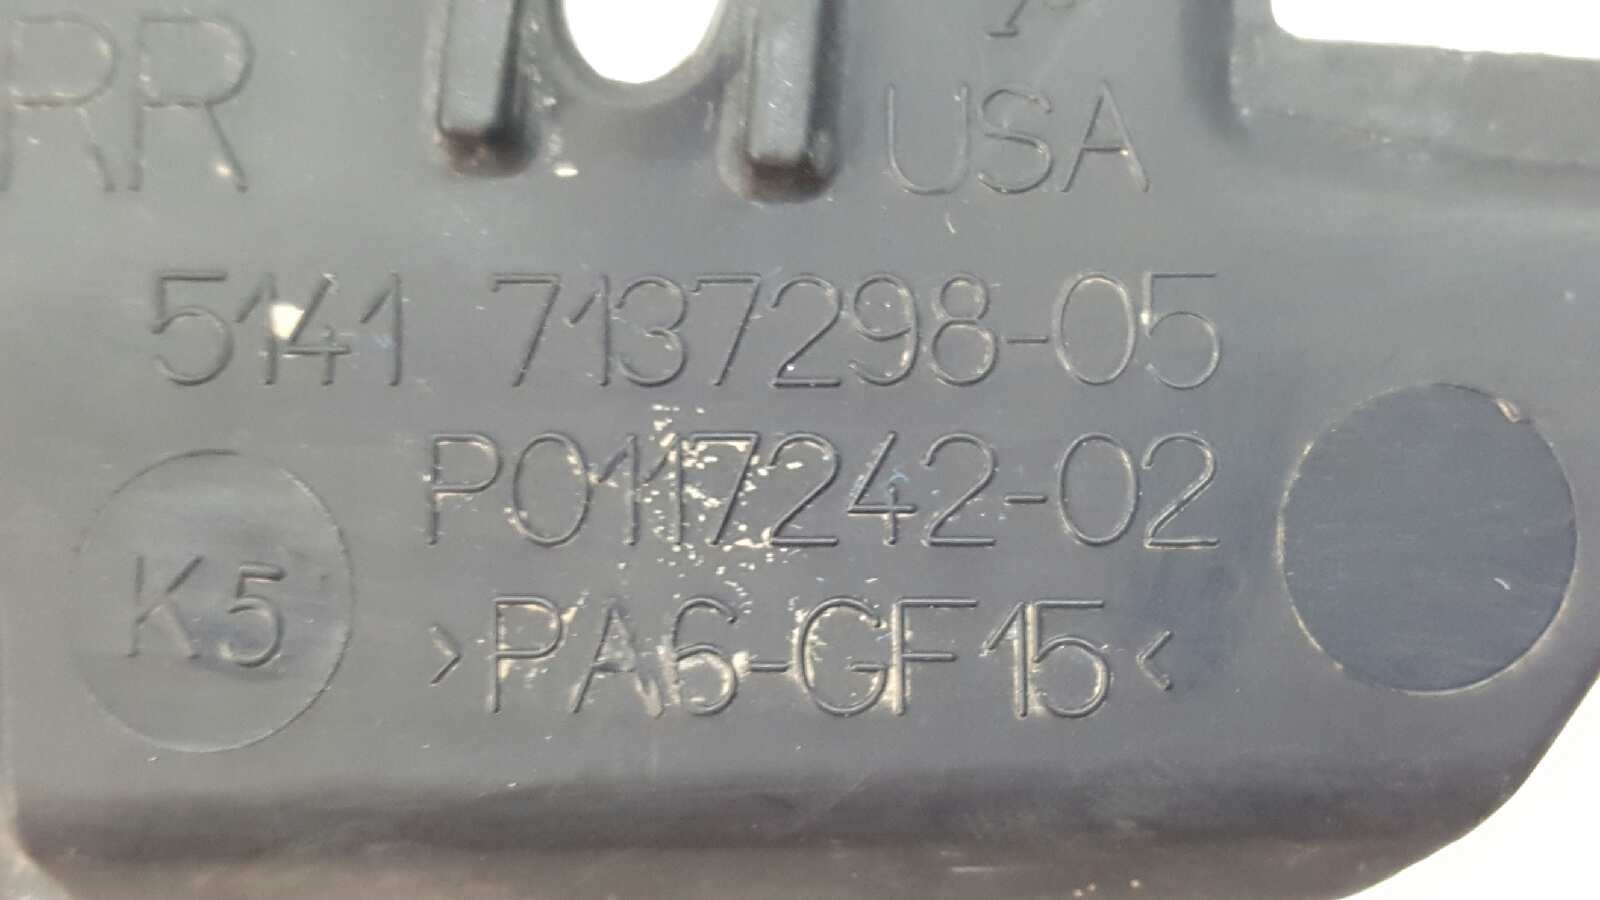 RR
USA
5141 7137298-05
P0117242-02
K5
>PA6-GF15<